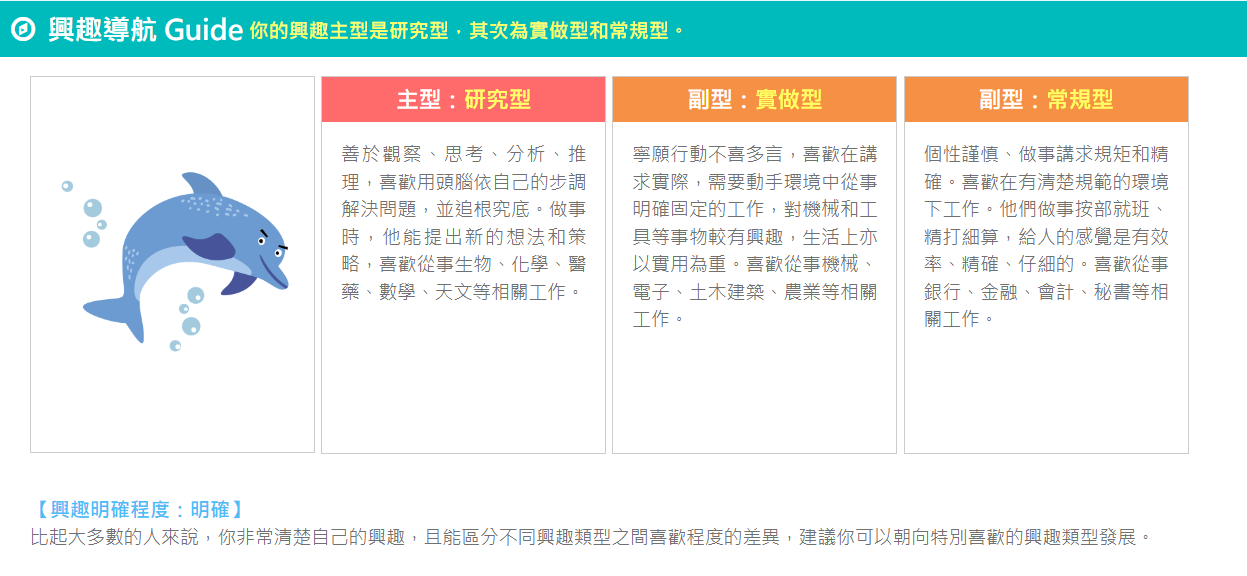 興趣導航 Guide 你的興趣主型是研究型，其次為實做型和常規型。
主型：研究型
善於觀察、思考、分析、推
理，喜歡用頭腦依自己的步調
解決問題，並追根究底。做事
時，他能提出新的想法和策
略，喜歡從事生物、化學、醫
藥、數學、天文等相關工作。
副型：實做型
寧願行動不喜多言，喜歡在講
求實際，需要動手環境中從事
明確固定的工作，對機械和工
具等事物較有興趣，生活上亦
以實用為重。喜歡從事機械、
電子、土木建築、農業等相關
工作。
副型：常規型
個性謹慎、做事講求規矩和精
確。喜歡在有清楚規範的環境
下工作。他們做事按部就班、
精打細算，給人的感覺是有效
率、精確、仔細的。喜歡從事
銀行、金融、會計、秘書等相
關工作。
【興趣明確程度：明確】
比起大多數的人來說，你非常清楚自己的興趣，且能區分不同興趣類型之間喜歡程度的差異，建議你可以朝向特別喜歡的興趣類型發展。